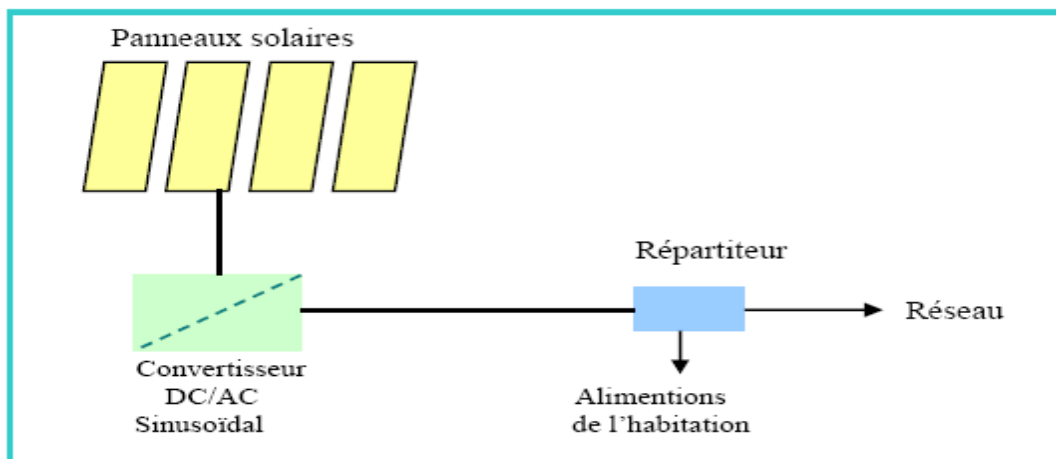 Panneaux solaires
Répartiteur
Réseau
Convertisseur
DC/AC
Sinusoïdal
Alimentions
de l'habitation